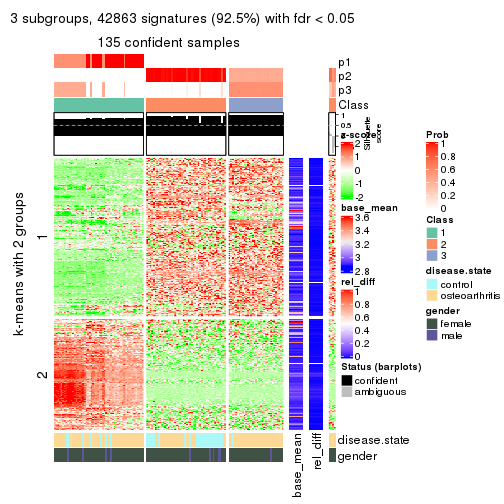 3 subgroups, 42863 signatures (92.5%) with fdr < 0.05
135 confident samples
p1
p2
p3
Class
1
0.5
0
Silhouette
score
k-means with 2 groups
1
2
z-score
2
1
0
-1
-2
base_mean
3.6
3.4
3.2
3
2.8
rel_diff
1
0.8
0.6
0.4
0.2
0
Status (barplots)
confident
ambiguous
Prob
1
0.8
0.6
0.4
0.2
0
Class
1
2
3
disease.state
control
osteoarthritis
gender
female
male
disease.state
gender
base_mean
rel_diff